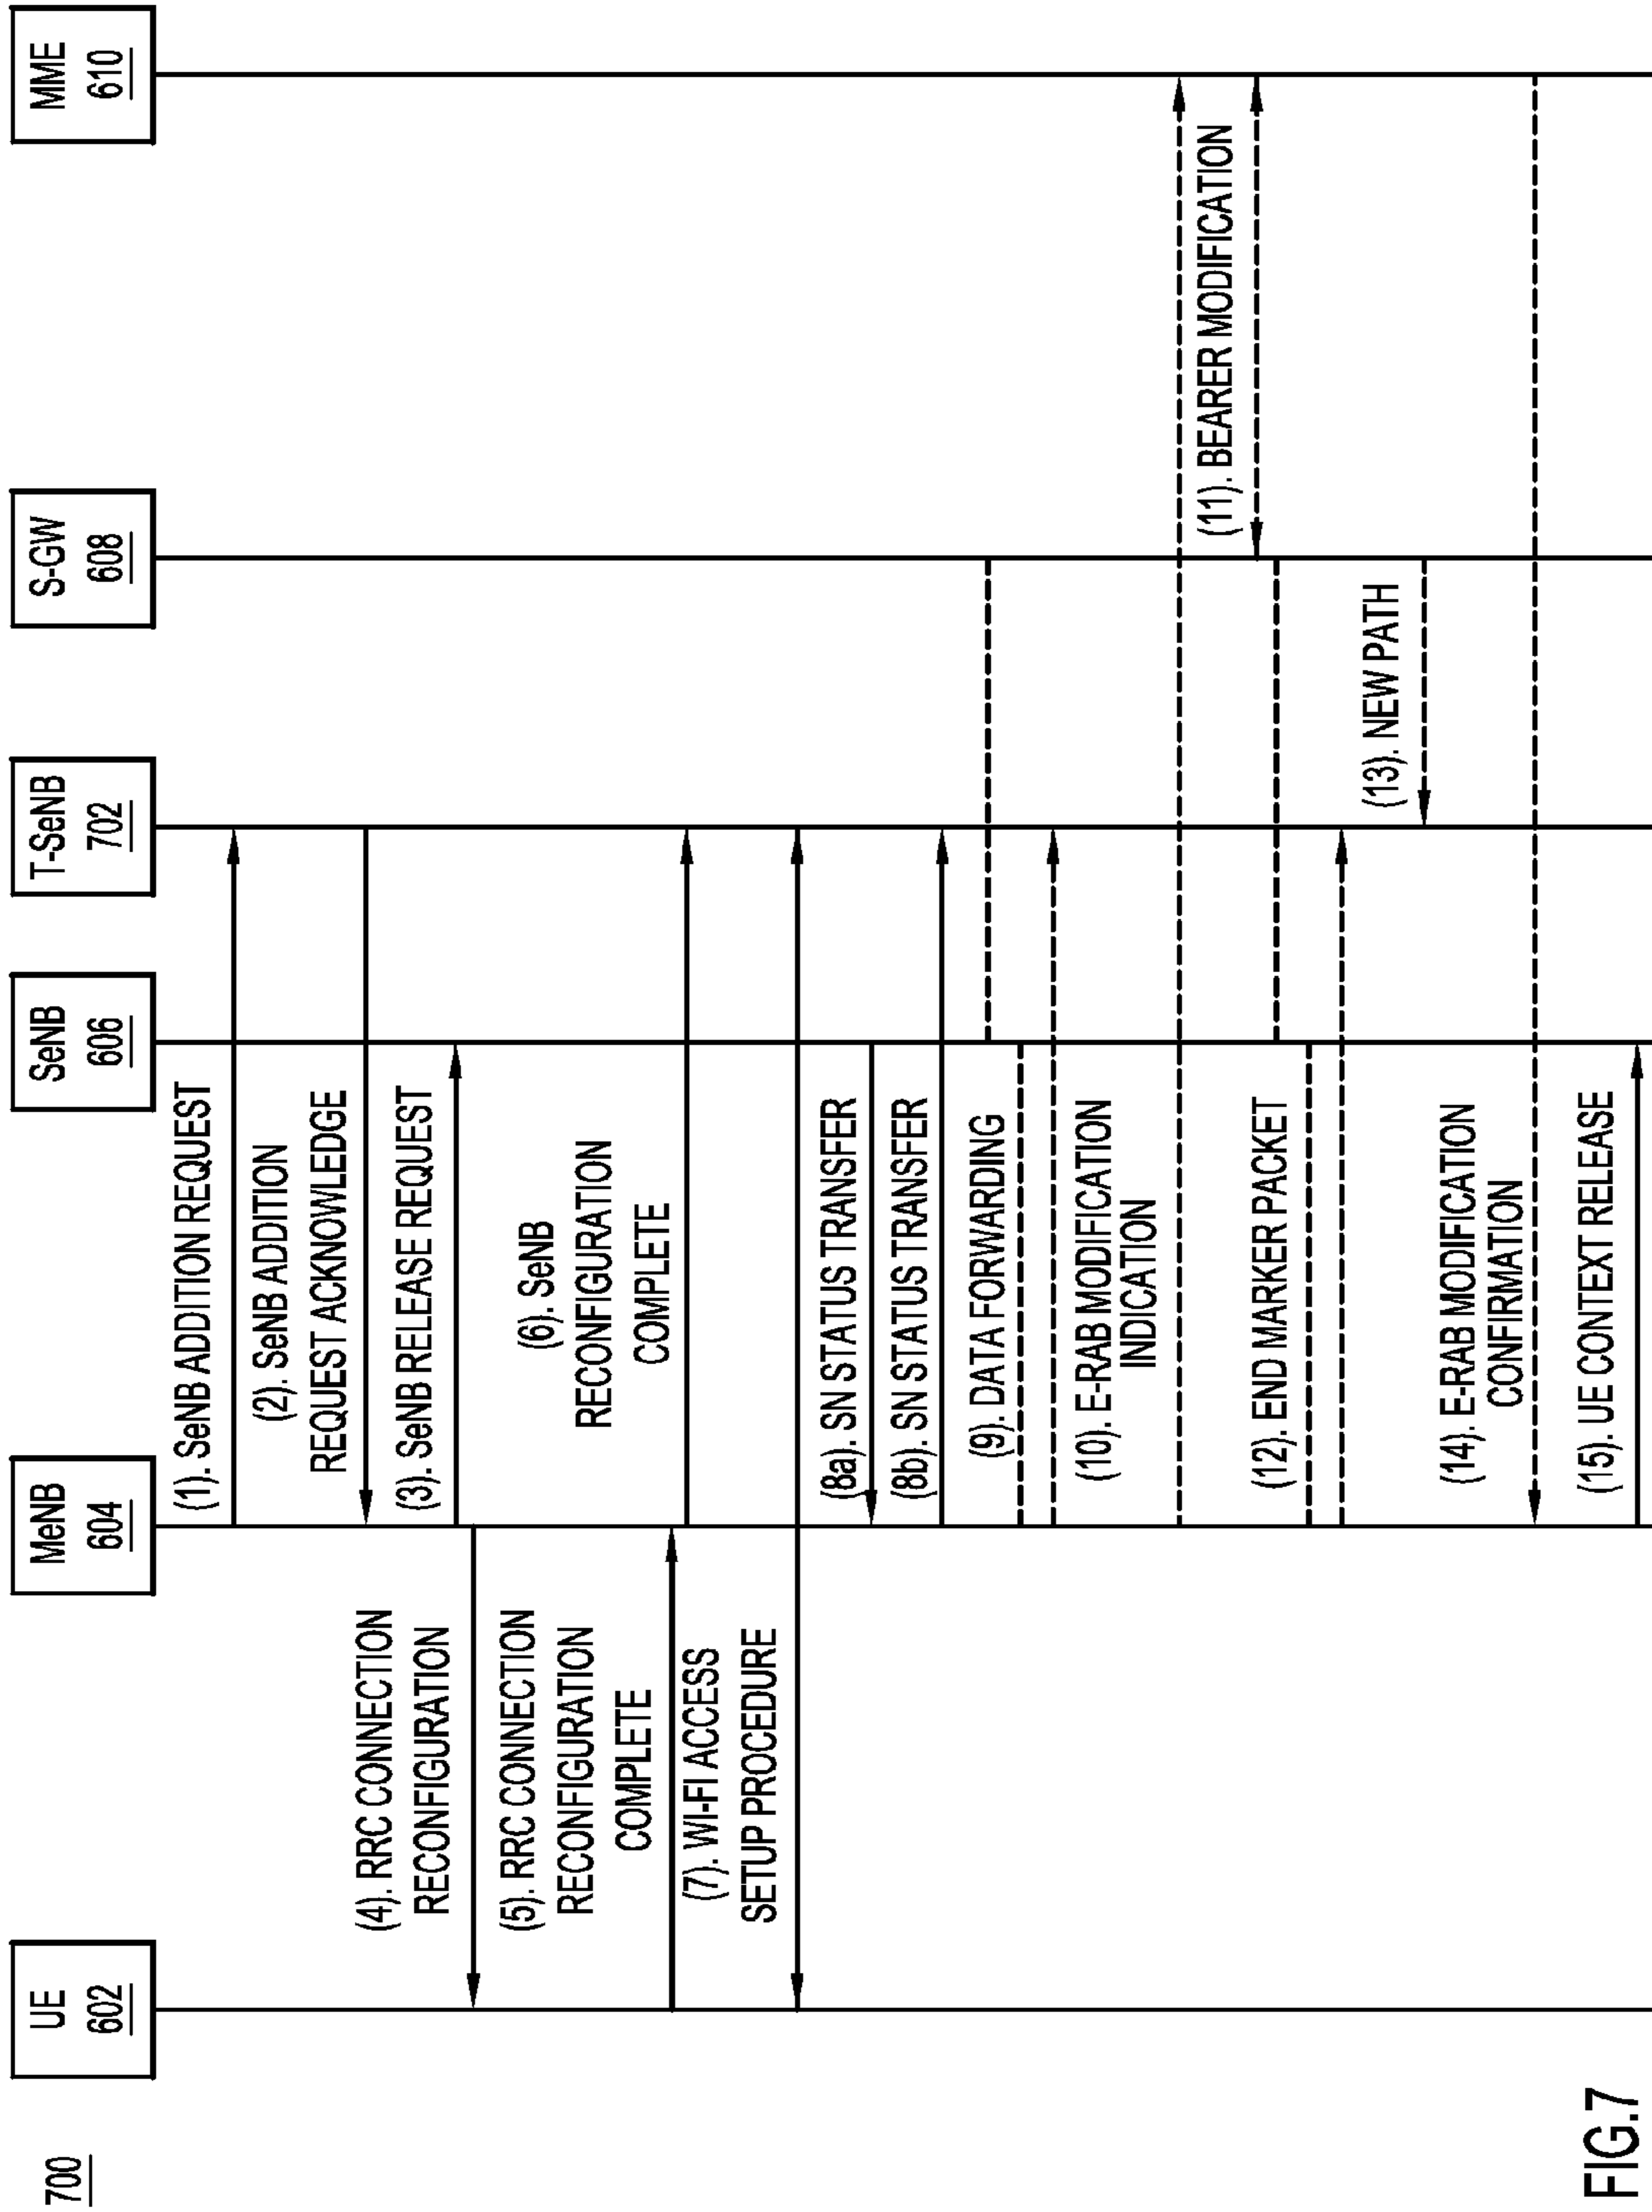 700
UE
602
MeNB
604
SeNB
606
T-SeNB
702
S-GW
608
MME
610
(1). SeNB ADDITION REQUEST
(2). SeNB ADDITION
REQUEST ACKNOWLEDGE
(3). SeNB RELEASE REQUEST
(4). RRC CONNECTION
RECONFIGURATION
(5). RRC CONNECTION
RECONFIGURATION
COMPLETE
(6). SeNB
RECONFIGURATION
COMPLETE
(7). WI-FI ACCESS
SETUP PROCEDURE
(8a). SN STATUS TRANSFER
(8b). SN STATUS TRANSFER
(9). DATA FORWARDING
(10). E-RAB MODIFICATION
INDICATION
(11). BEARER MODIFICATION
(12). END MARKER PACKET
(13). NEW PATH
(14). E-RAB MODIFICATION
CONFIRMATION
(15). UE CONTEXT RELEASE
FIG.7